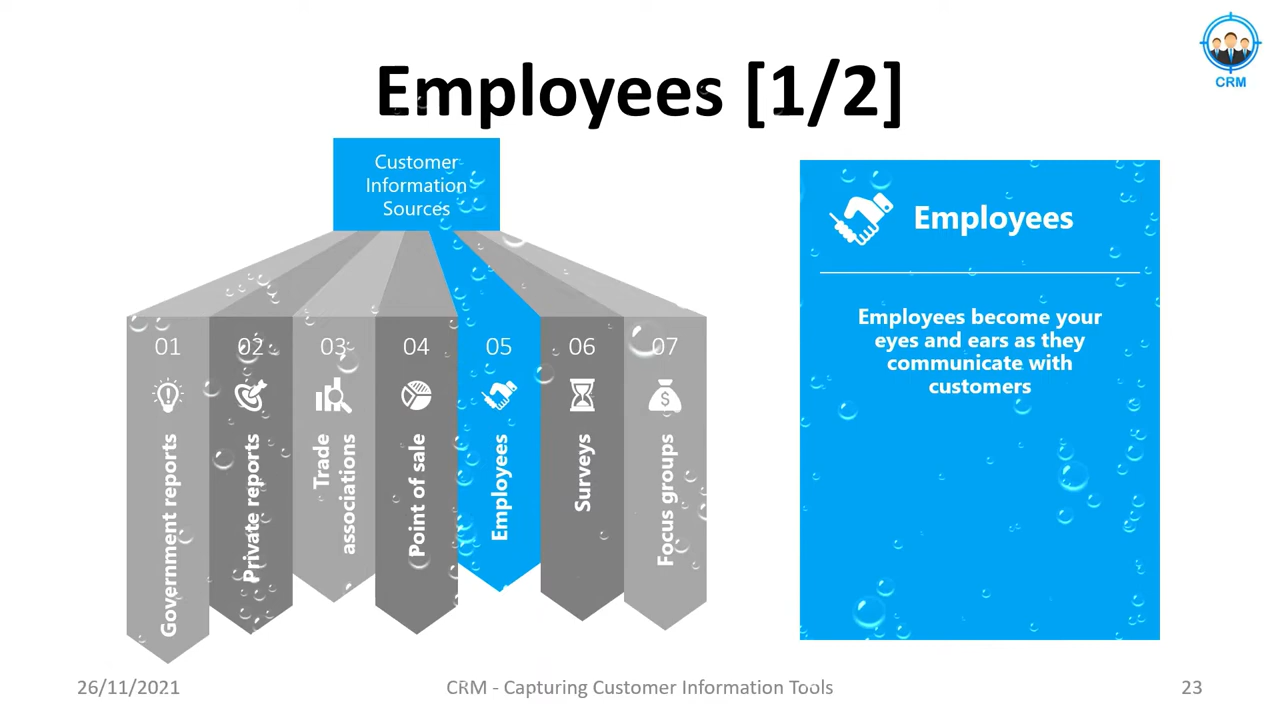 CRM
Employees [1/2]
Customer
Information
Sources
01
02
03
04
05
06
07
Government reports
Private reports
Trade
associations
Point of sale
Employees
Surveys
Focus groups
Employees
Employees become your
eyes and ears as they
communicate with
customers
26/11/2021
CRM - Capturing Customer Information Tools
23